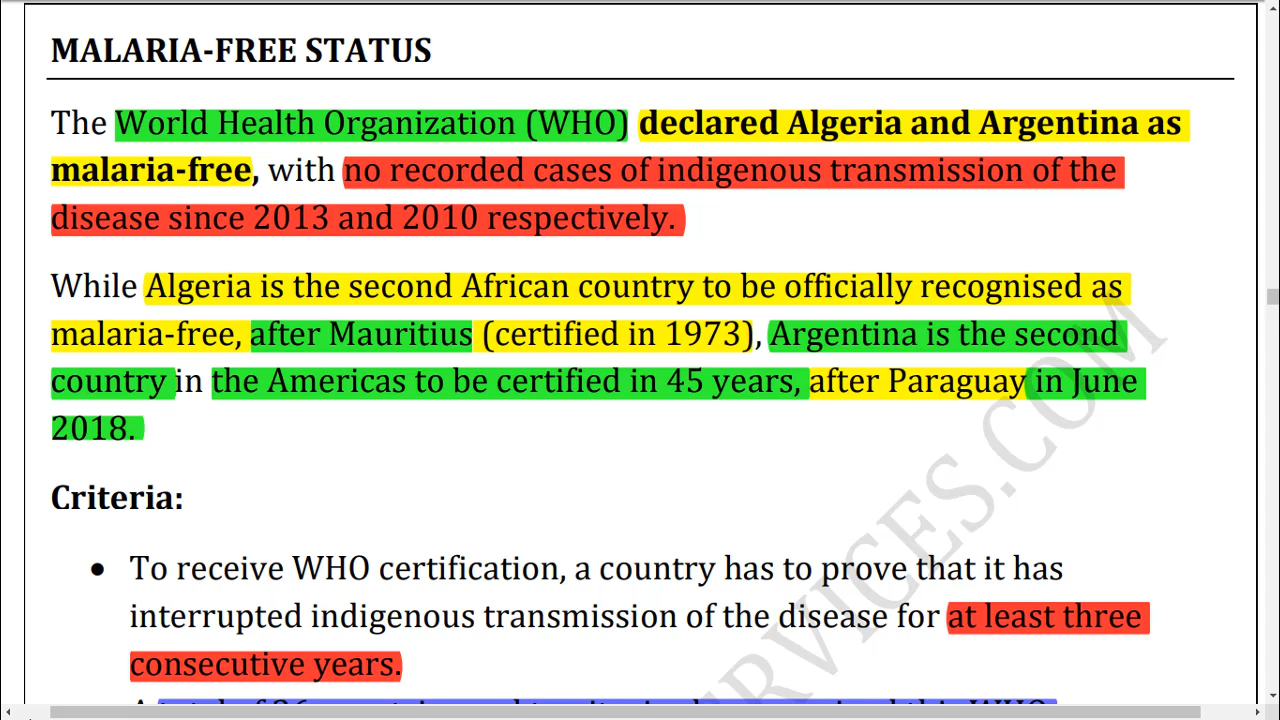 MALARIA-FREE STATUS
The World Health Organization (WHO) declared Algeria and Argentina as
malaria-free, with no recorded cases of indigenous transmission of the
disease since 2013 and 2010 respectively.
While Algeria is the second African country to be officially recognised as
malaria-free, after Mauritius (certified in 1973), Argentina is the second
country in the Americas to be certified in 45 years, after Paraguay in June
2018.
Criteria:
• To receive WHO certification, a country has to prove that it has
interrupted indigenous transmission of the disease for at least three
consecutive years.
RVICES.COM